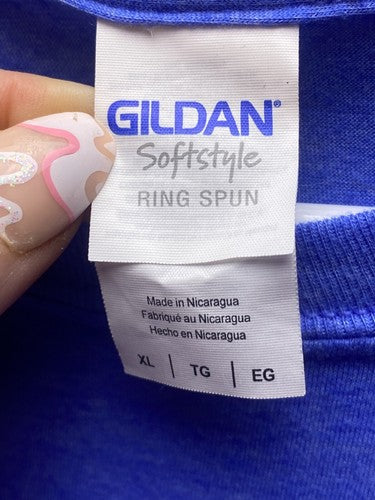 GILDAN®
Softstyle
RING SPUN
Made in Nicaragua
Fabriqué au Nicaragua
Hecho en Nicaragua
XL | TG | EG